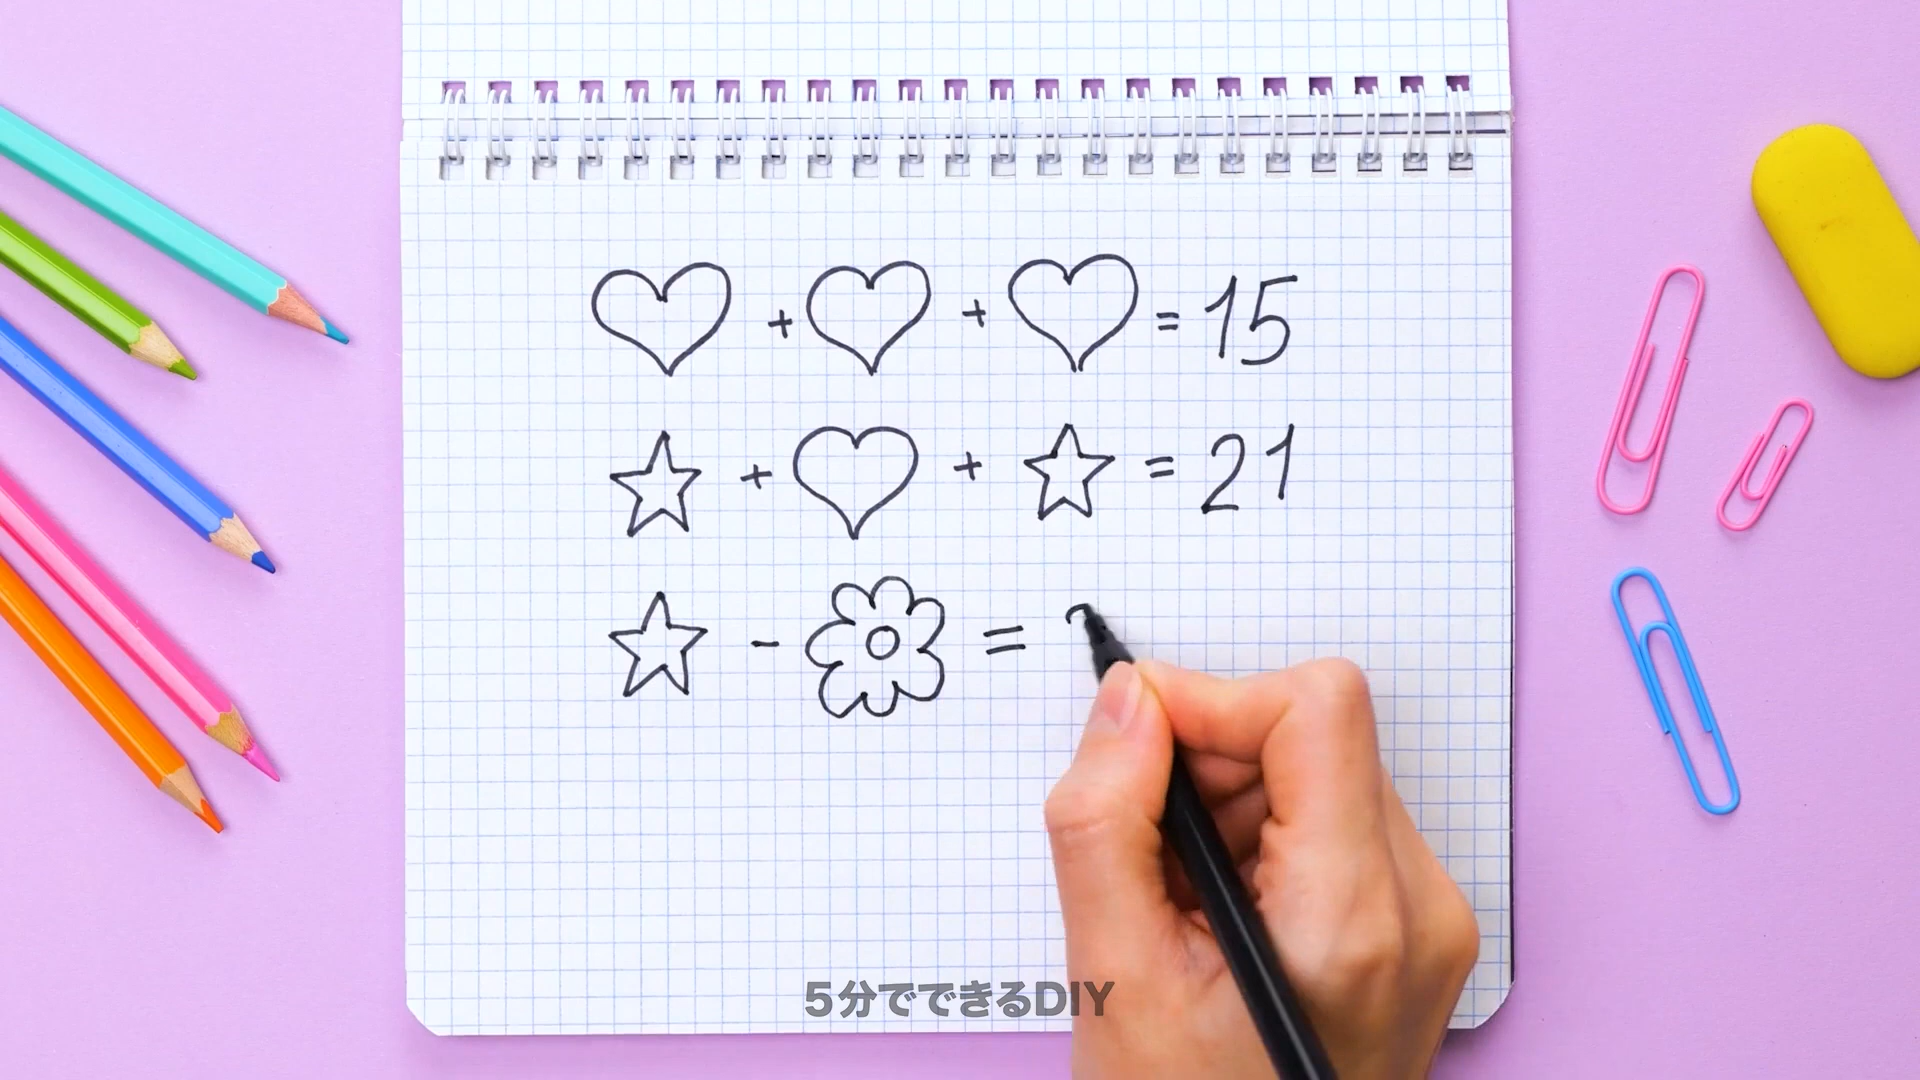 + + = 15
+ + = 21
- =
5分でできるDIY